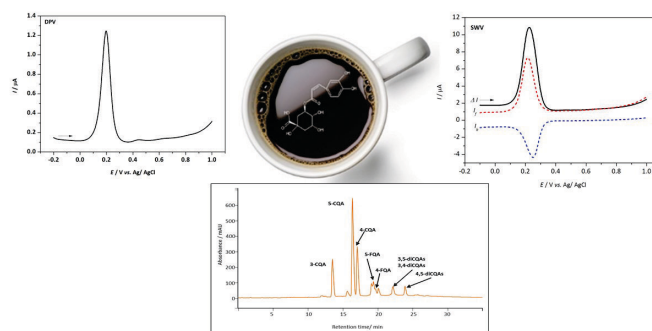 DPV
I / µA
1.4
1.2
1.0
0.8
0.6
0.4
0.2
0.0
-0.2 0.0 0.2 0.4 0.6 0.8 1.0
E / V vs. Ag/ AgCl
SWV
I / µA
12
10
8
6
4
2
0
-2
-4
-6
ΔI
-0.2 0.0 0.2 0.4 0.6 0.8 1.0
E / V vs. Ag/ AgCl
Absorbance / mAU
600
500
400
300
200
100
0
3-CQA
5-CQA
4-CQA
5-FQA
4-FQA
3,5-diCQAs
3,4-diCQAs
4,5-diCQAs
5 10 15 20 25 30
Retention time/ min